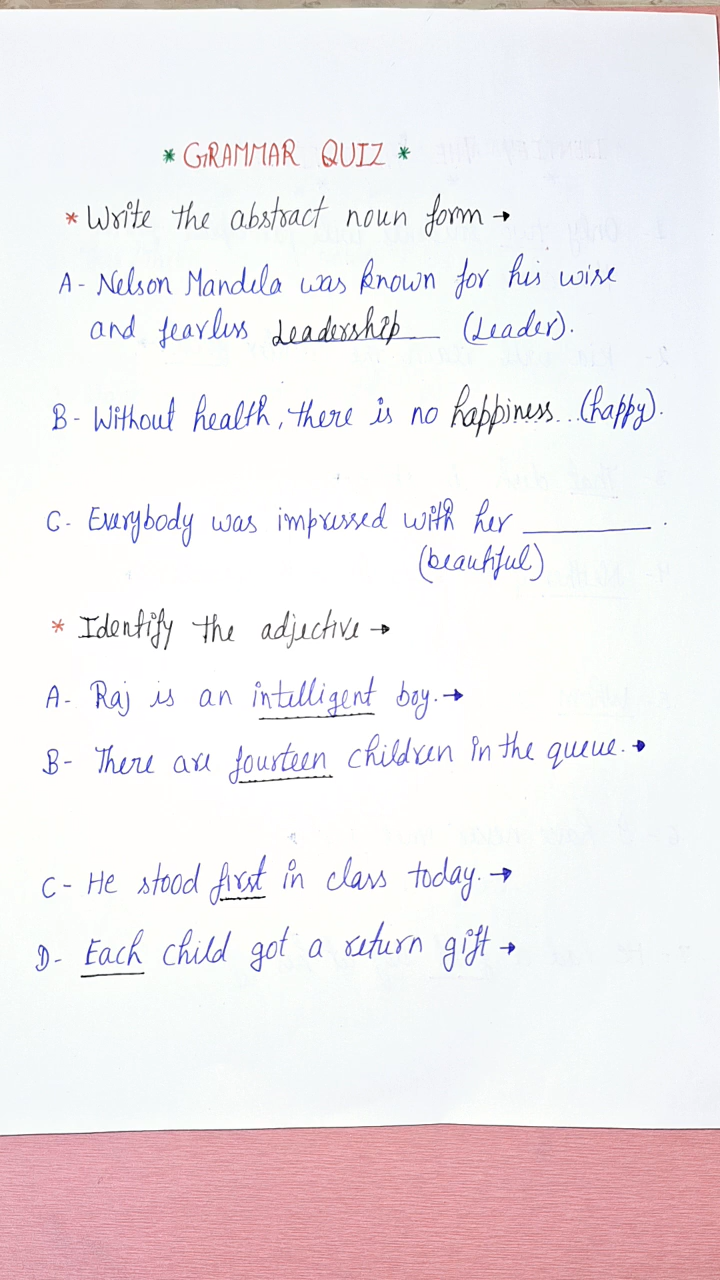 * GRAMMAR QUIZ *
* Write the abstract noun form →
A- Nelson Mandela was known for his wise
and fearless Leadership (Leader).
B- Without health, there is no happiness (happy).
C- Everybody was impressed with her ________.
(beautiful)
* Identify the adjective →
A- Raj is an intelligent boy. →
B- There are fourteen children in the queue. →
C- He stood first in class today. →
D- Each child got a return gift →